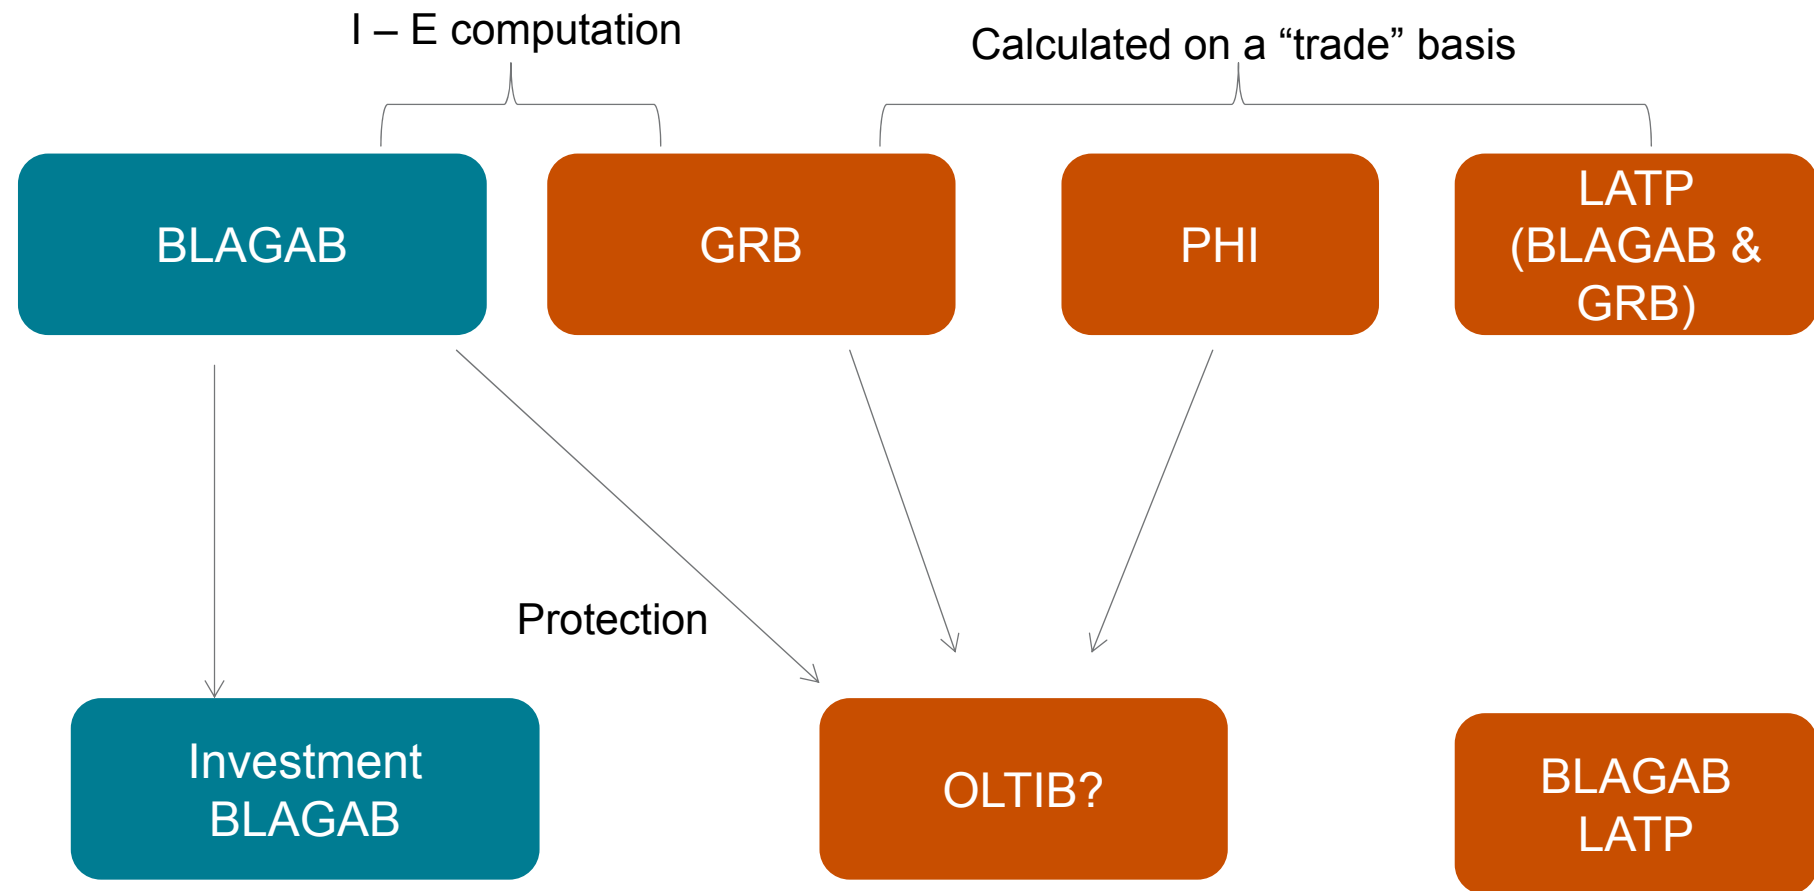 I – E computation
Calculated on a “trade” basis
BLAGAB
GRB
PHI
LATP
(BLAGAB &
GRB)
Protection
Investment
BLAGAB
OLTIB?
BLAGAB
LATP